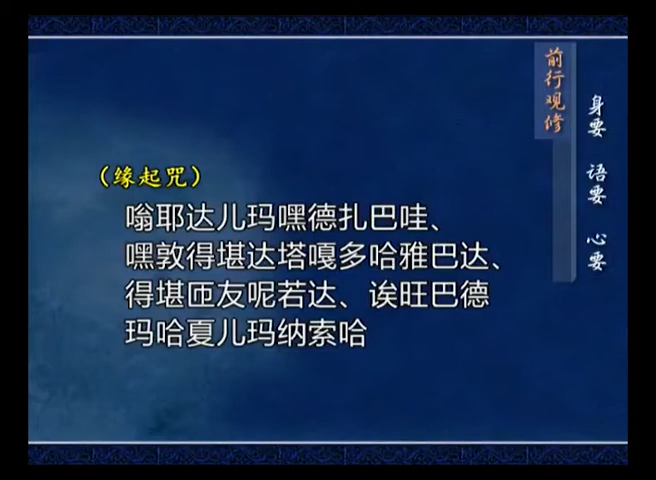 前行观修
身要 语要 心要
（缘起咒）
嗡耶达儿玛嘿德扎巴哇、
嘿敦得堪达塔嘎多哈雅巴达、
得堪匝友呢若达、诶旺巴德
玛哈夏儿玛纳索哈